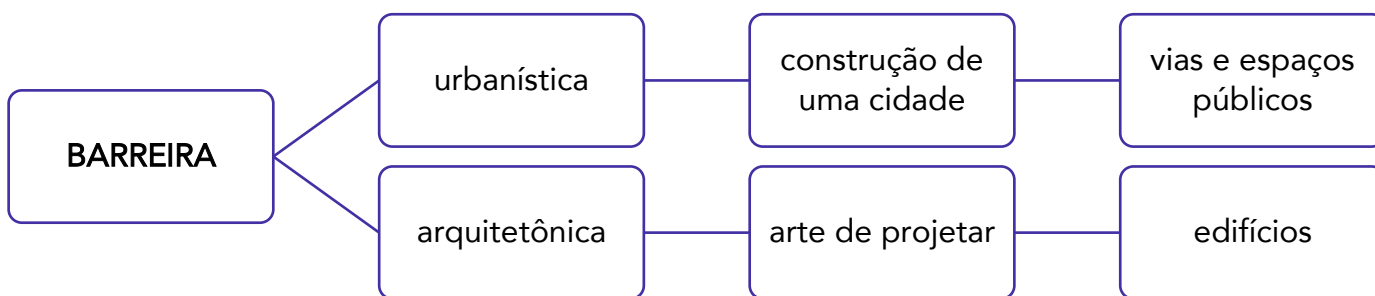 BARREIRA
urbanística
construção de
uma cidade
vias e espaços
públicos
arquitetônica
arte de projetar
edifícios